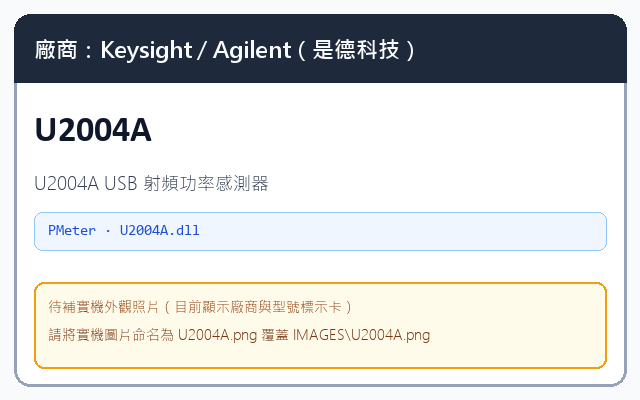 廠商：Keysight / Agilent（是德科技）
U2004A
U2004A USB 射頻功率感測器
PMeter · U2004A.dll
待補實機外觀照片（目前顯示廠商與型號標示卡）
請將實機圖片命名為 U2004A.png 覆蓋 IMAGES\U2004A.png